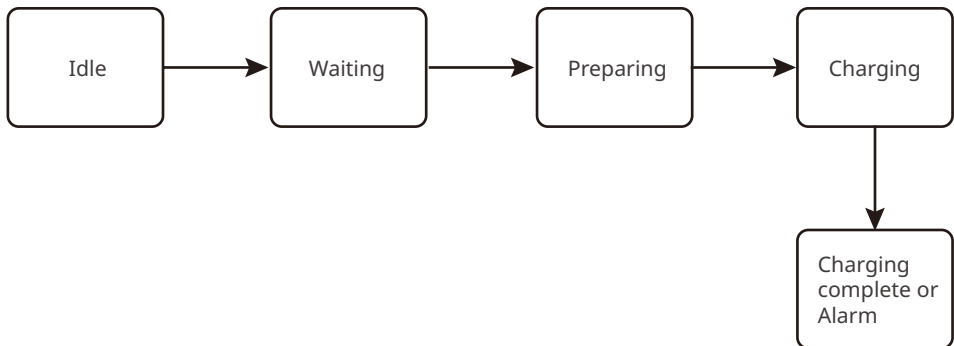 Idle
Waiting
Preparing
Charging
Charging
complete or
Alarm